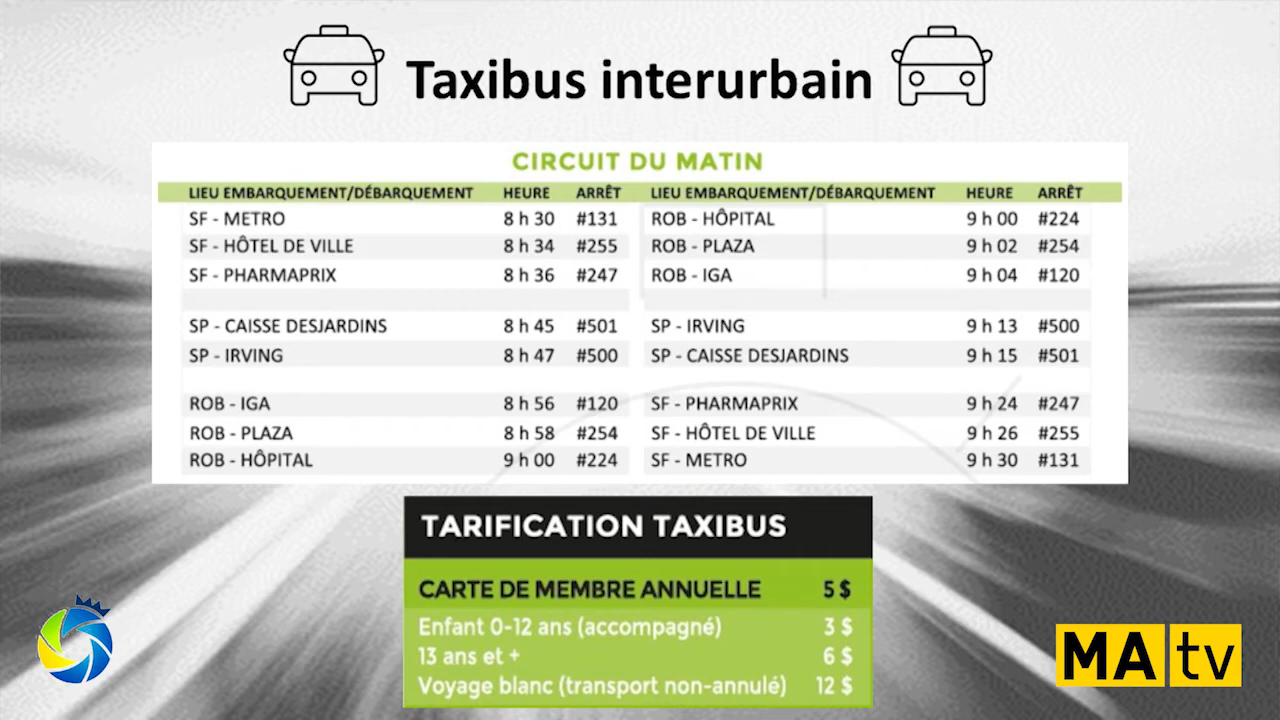 Taxibus interurbain
CIRCUIT DU MATIN
LIEU EMBARQUEMENT/DÉBARQUEMENT HEURE ARRÊT LIEU EMBARQUEMENT/DÉBARQUEMENT HEURE ARRÊT
SF - METRO 8 h 30 #131 ROB - HÔPITAL 9 h 00 #224
SF - HÔTEL DE VILLE 8 h 34 #255 ROB - PLAZA 9 h 02 #254
SF - PHARMAPRIX 8 h 36 #247 ROB - IGA 9 h 04 #120
SP - CAISSE DESJARDINS 8 h 45 #501 SP - IRVING 9 h 13 #500
SP - IRVING 8 h 47 #500 SP - CAISSE DESJARDINS 9 h 15 #501
ROB - IGA 8 h 56 #120 SF - PHARMAPRIX 9 h 24 #247
ROB - PLAZA 8 h 58 #254 SF - HÔTEL DE VILLE 9 h 26 #255
ROB - HÔPITAL 9 h 00 #224 SF - METRO 9 h 30 #131
TARIFICATION TAXIBUS
CARTE DE MEMBRE ANNUELLE 5 $
Enfant 0-12 ans (accompagné) 3 $
13 ans et + 6 $
Voyage blanc (transport non-annulé) 12 $
MAtv